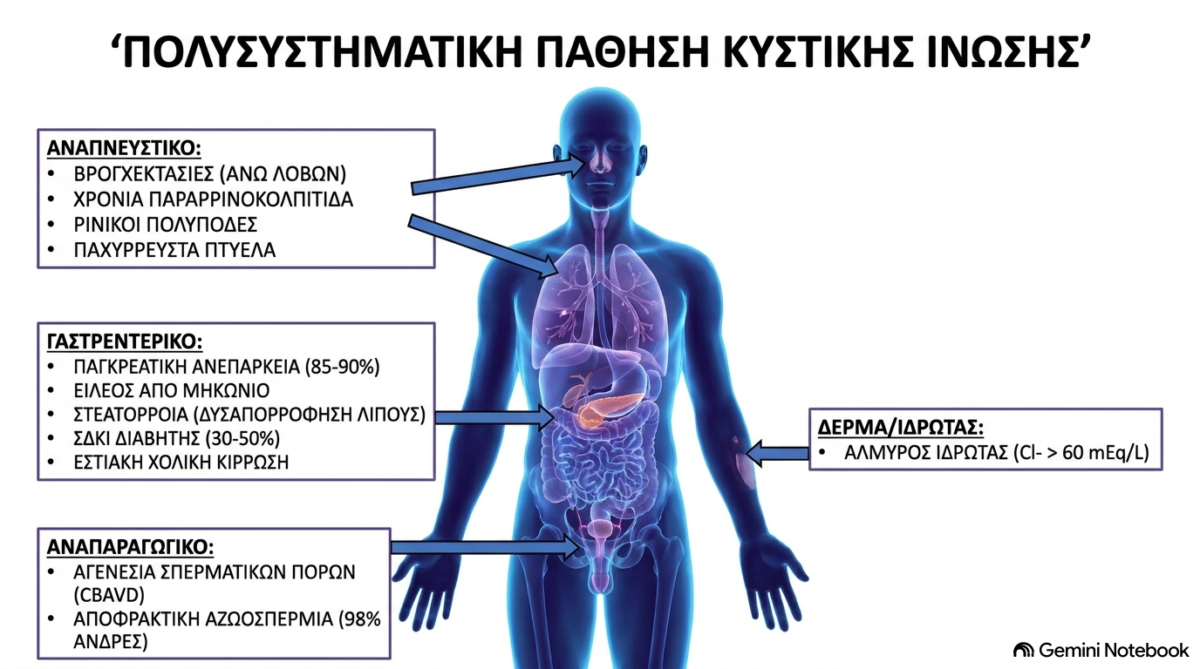 ‘ΠΟΛΥΣΥΣΤΗΜΑΤΙΚΗ ΠΑΘΗΣΗ ΚΥΣΤΙΚΗΣ ΙΝΩΣΗΣ’
ΑΝΑΠΝΕΥΣΤΙΚΟ:
• ΒΡΟΓΧΕΚΤΑΣΙΕΣ (ΑΝΩ ΛΟΒΩΝ)
• ΧΡΟΝΙΑ ΠΑΡΑΡΡΙΝΟΚΟΛΠΙΤΙΔΑ
• ΡΙΝΙΚΟΙ ΠΟΛΥΠΟΔΕΣ
• ΠΑΧΥΡΡΕΥΣΤΑ ΠΤΥΕΛΑ
ΓΑΣΤΡΕΝΤΕΡΙΚΟ:
• ΠΑΓΚΡΕΑΤΙΚΗ ΑΝΕΠΑΡΚΕΙΑ (85-90%)
• ΕΙΛΕΟΣ ΑΠΟ ΜΗΚΩΝΙΟ
• ΣΤΕΑΤΟΡΡΟΙΑ (ΔΥΣΑΠΟΡΡΟΦΗΣΗ ΛΙΠΟΥΣ)
• ΣΔΚΙ ΔΙΑΒΗΤΗΣ (30-50%)
• ΕΣΤΙΑΚΗ ΧΟΛΙΚΗ ΚΙΡΡΩΣΗ
ΔΕΡΜΑ/ΙΔΡΩΤΑΣ:
• ΑΛΜΥΡΟΣ ΙΔΡΩΤΑΣ (Cl- > 60 mEq/L)
ΑΝΑΠΑΡΑΓΩΓΙΚΟ:
• ΑΓΕΝΕΣΙΑ ΣΠΕΡΜΑΤΙΚΩΝ ΠΟΡΩΝ
(CBAVD)
• ΑΠΟΦΡΑΚΤΙΚΗ ΑΖΩΟΣΠΕΡΜΙΑ (98%
ΑΝΔΡΕΣ)
Gemini Notebook